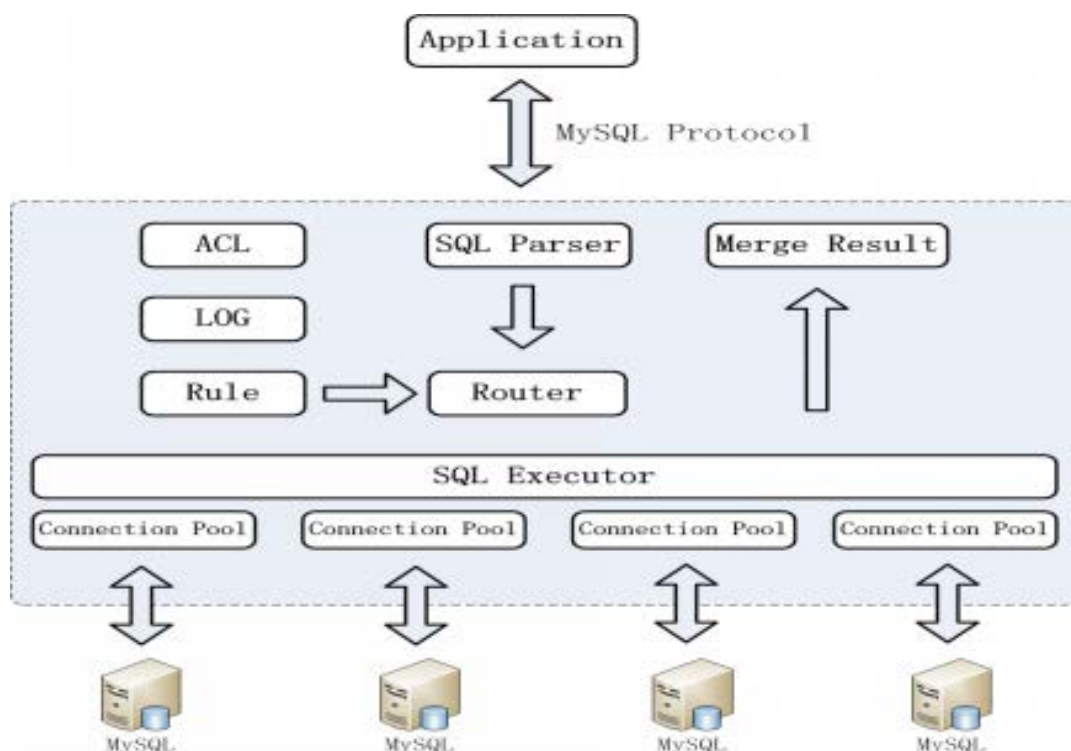 Application
MySQL Protocol
ACL
SQL Parser
Merge Result
LOG
Rule
Router
SQL Executor
Connection Pool
Connection Pool
Connection Pool
Connection Pool
MySQL
MySQL
MySQL
MySQL